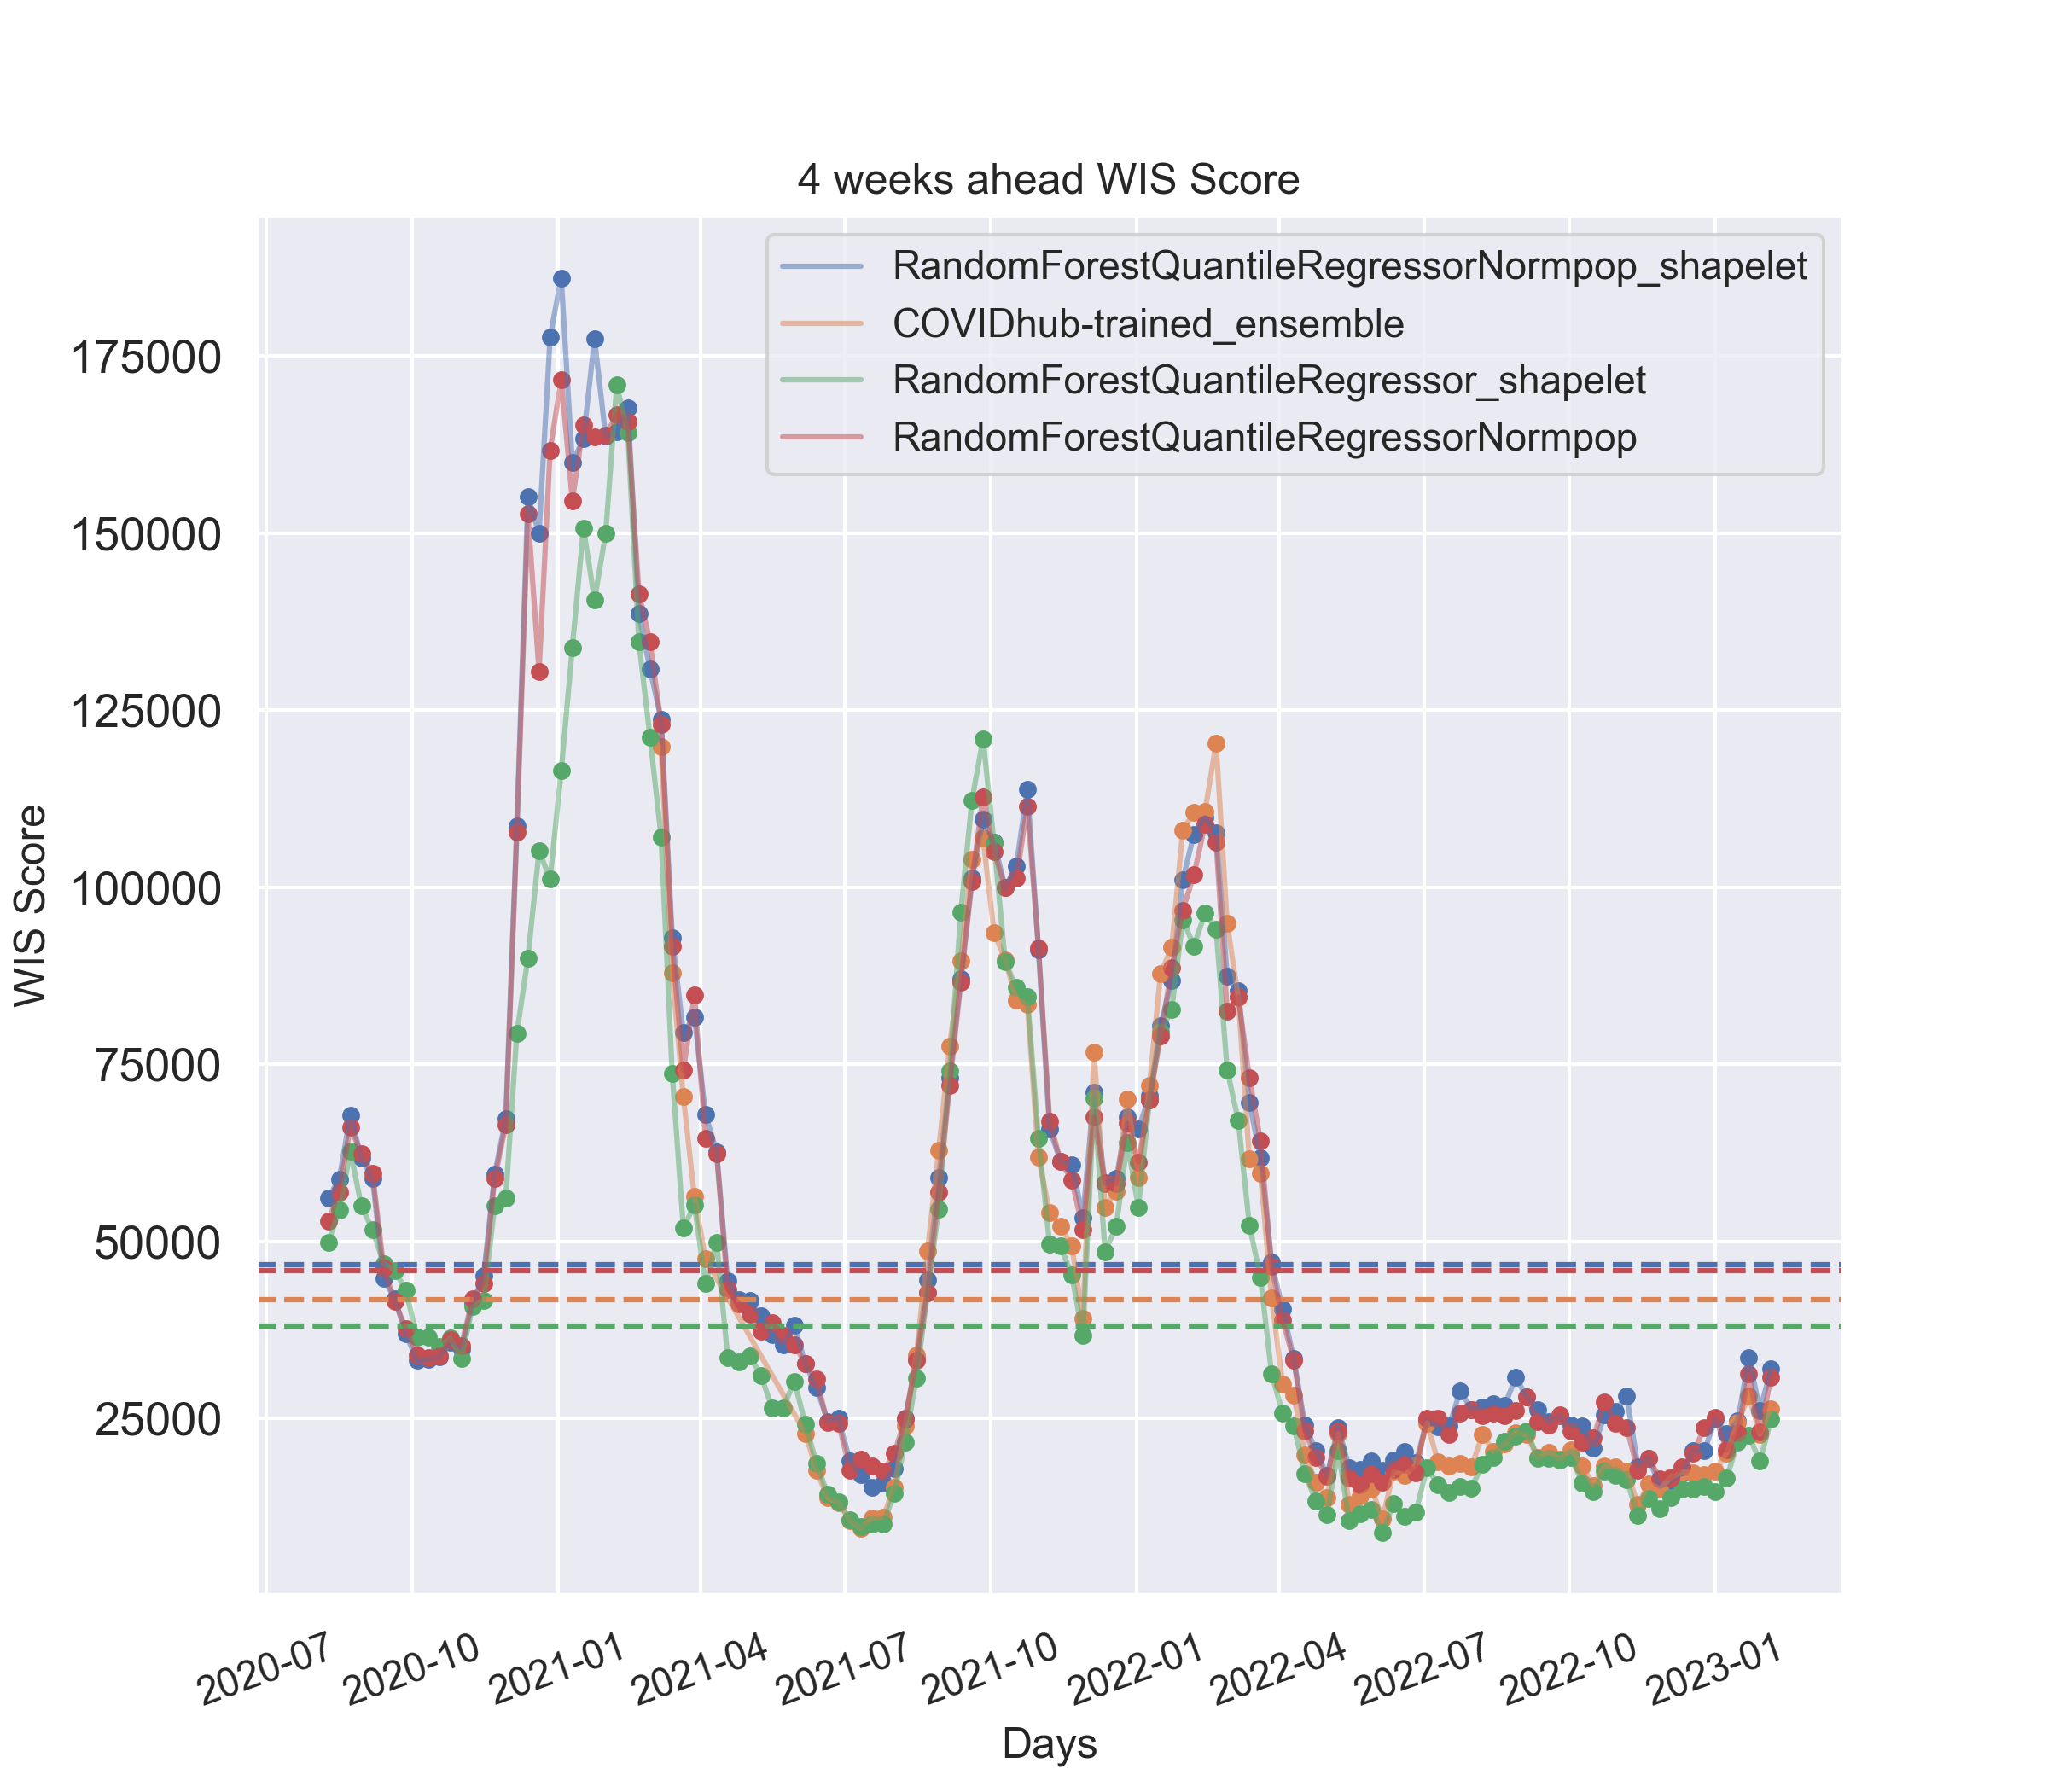 4 weeks ahead WIS Score
RandomForestQuantileRegressorNormpop_shapelet
COVIDhub-trained_ensemble
RandomForestQuantileRegressor_shapelet
RandomForestQuantileRegressorNormpop
175000
150000
125000
100000
75000
50000
25000
WIS Score
2020-07
2020-10
2021-01
2021-04
2021-07
2021-10
2022-01
2022-04
2022-07
2022-10
2023-01
Days